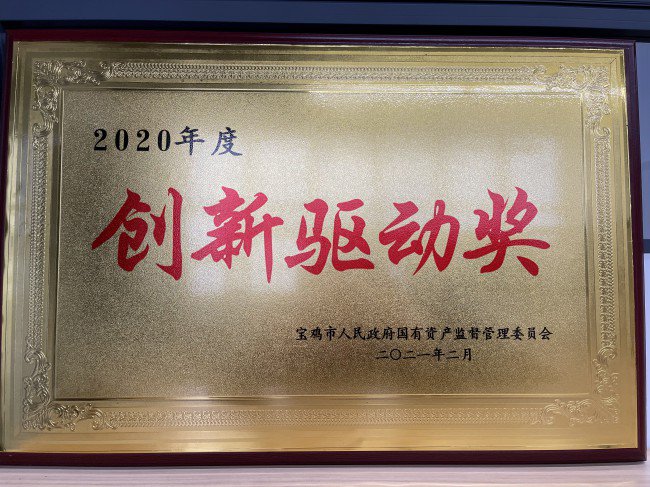 2020年度
创新驱动奖
宝鸡市人民政府国有资产监督管理委员会
二〇二一年二月